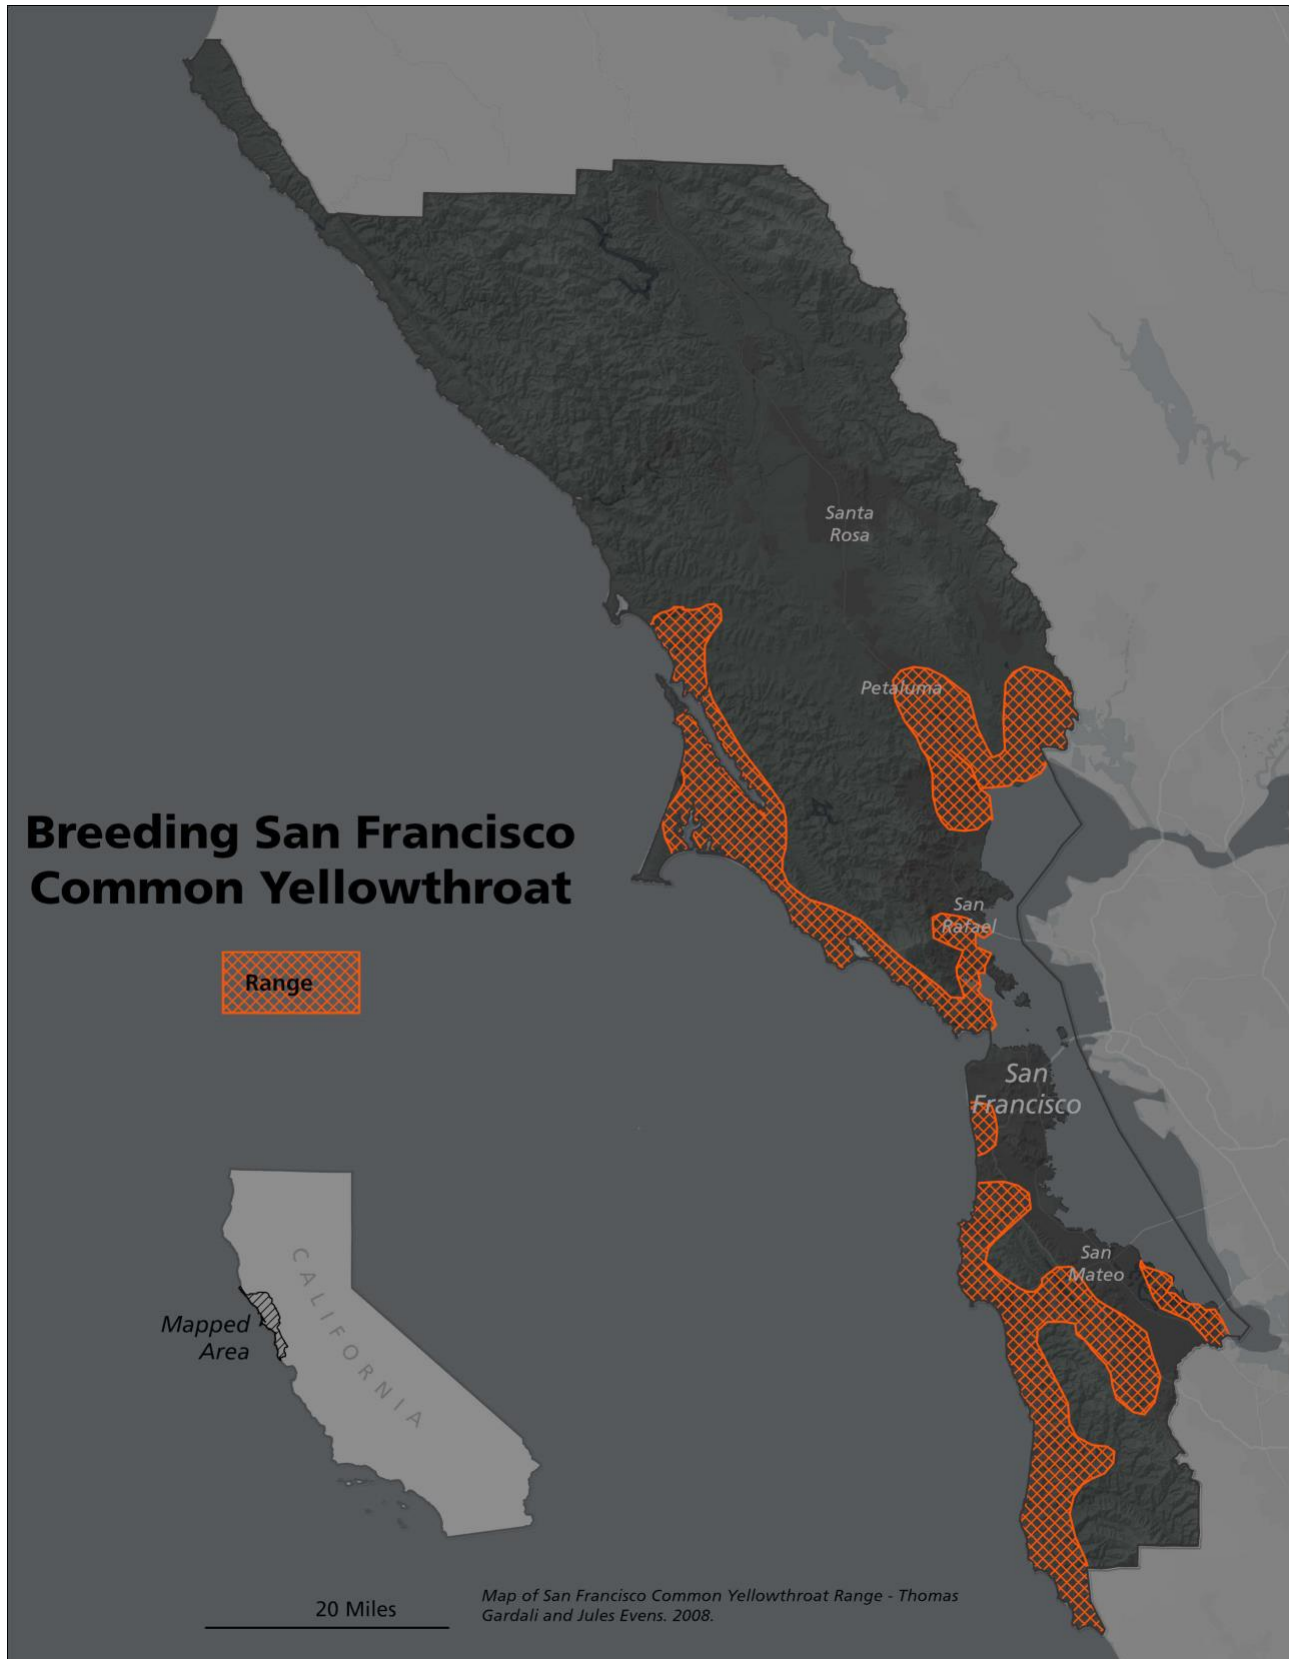 Santa
Rosa
Petaluma
Breeding San Francisco
Common Yellowthroat
San
Rafael
Range
San
Francisco
San
Mateo
CALIFORNIA
Mapped
Area
20 Miles
Map of San Francisco Common Yellowthroat Range - Thomas
Gardali and Jules Evens. 2008.